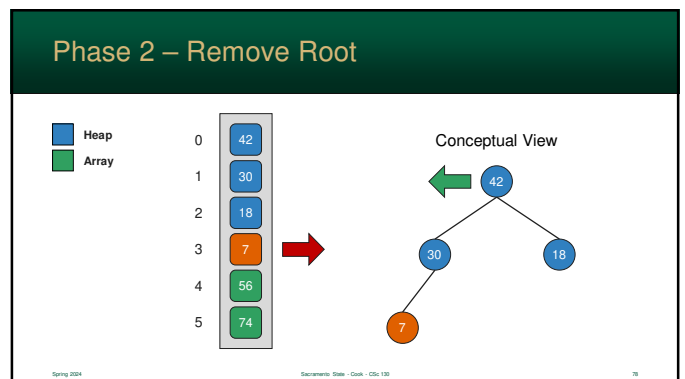 Phase 2 – Remove Root
Heap
Array
0 42
1 30
2 18
3 7
4 56
5 74
Conceptual View
42
30 18
7
Spring 2024 Sacramento State - Cook - CSc 130 78